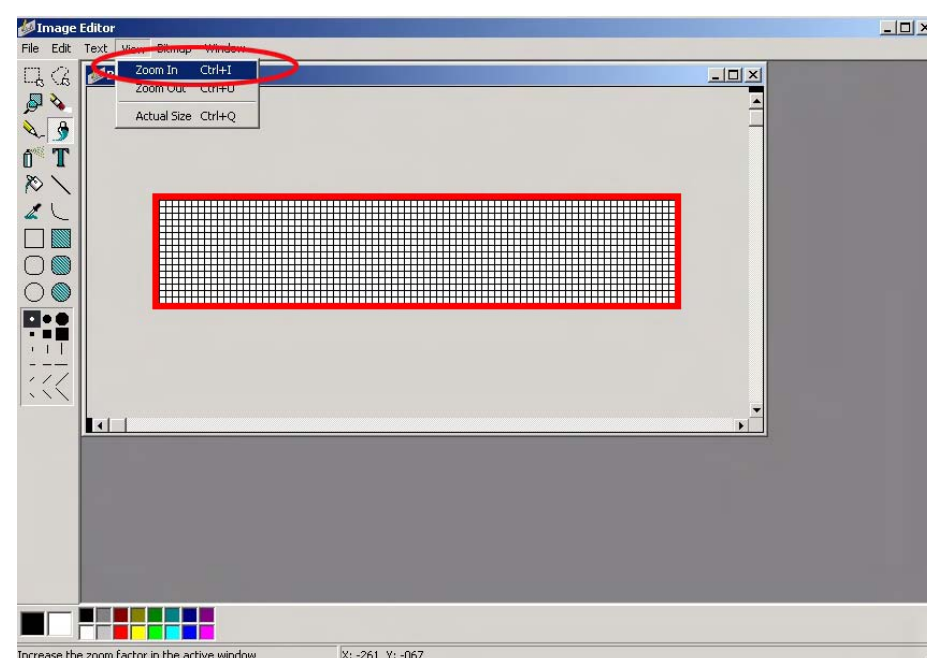 Image Editor
File Edit Text View Bitmap Window
Zoom In Ctrl+I
Zoom Out Ctrl+U
Actual Size Ctrl+Q
T
Increase the zoom factor in the active window
X: -261 Y: -067